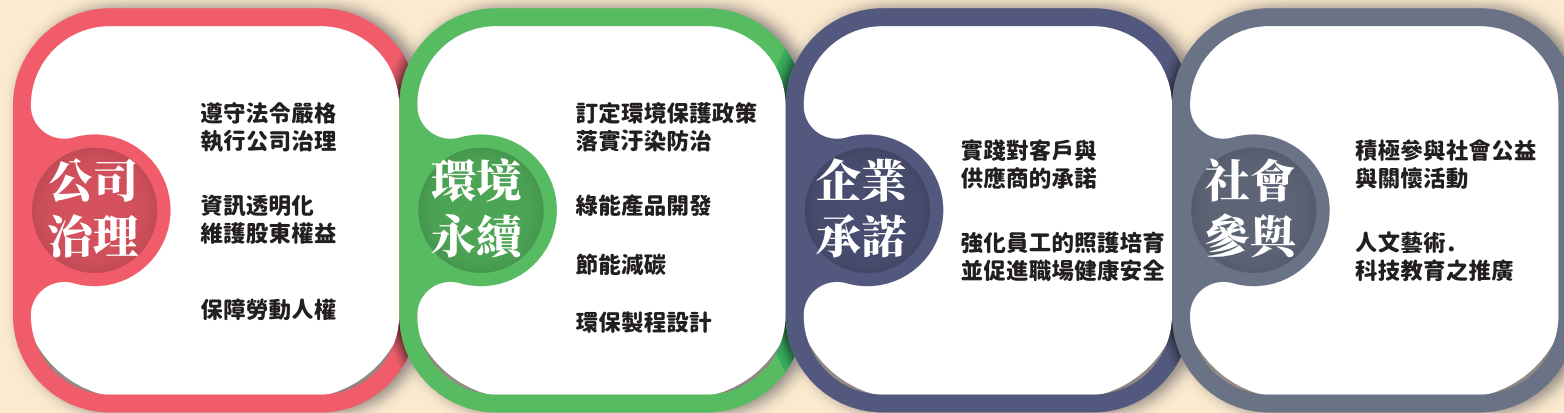 公司
治理
遵守法令嚴格
執行公司治理
資訊透明化
維護股東權益
保障勞動人權
環境
永續
訂定環境保護政策
落實汙染防治
綠能產品開發
節能減碳
環保製程設計
企業
承諾
實踐對客戶與
供應商的承諾
強化員工的照護培育
並促進職場健康安全
社會
參與
積極參與社會公益
與關懷活動
人文藝術.
科技教育之推廣